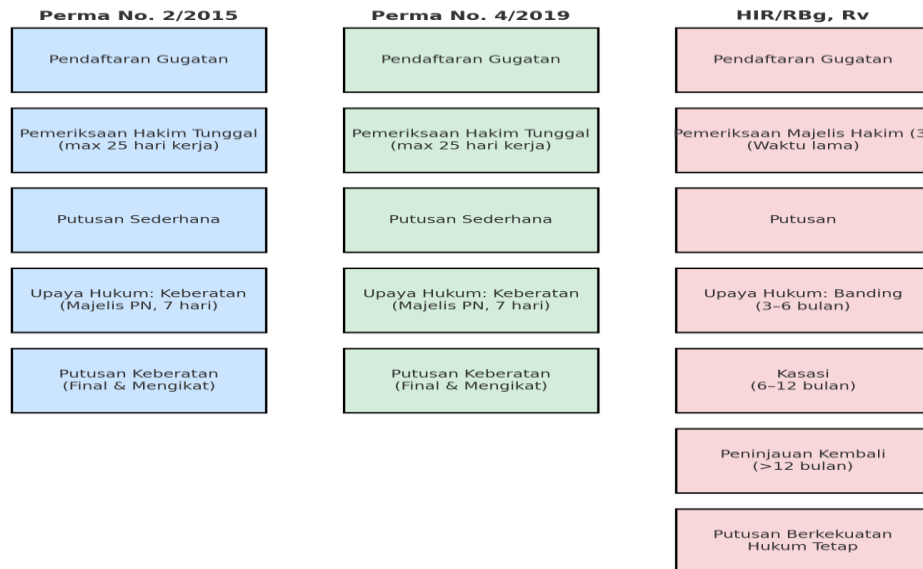 Perma No. 2/2015
Pendaftaran Gugatan
Pemeriksaan Hakim Tunggal
(max 25 hari kerja)
Putusan Sederhana
Upaya Hukum: Keberatan
(Majelis PN, 7 hari)
Putusan Keberatan
(Final & Mengikat)
Perma No. 4/2019
Pendaftaran Gugatan
Pemeriksaan Hakim Tunggal
(max 25 hari kerja)
Putusan Sederhana
Upaya Hukum: Keberatan
(Majelis PN, 7 hari)
Putusan Keberatan
(Final & Mengikat)
HIR/RBg, Rv
Pendaftaran Gugatan
Pemeriksaan Majelis Hakim (3
(Waktu lama)
Putusan
Upaya Hukum: Banding
(3–6 bulan)
Kasasi
(6–12 bulan)
Peninjauan Kembali
(>12 bulan)
Putusan Berkekuatan
Hukum Tetap